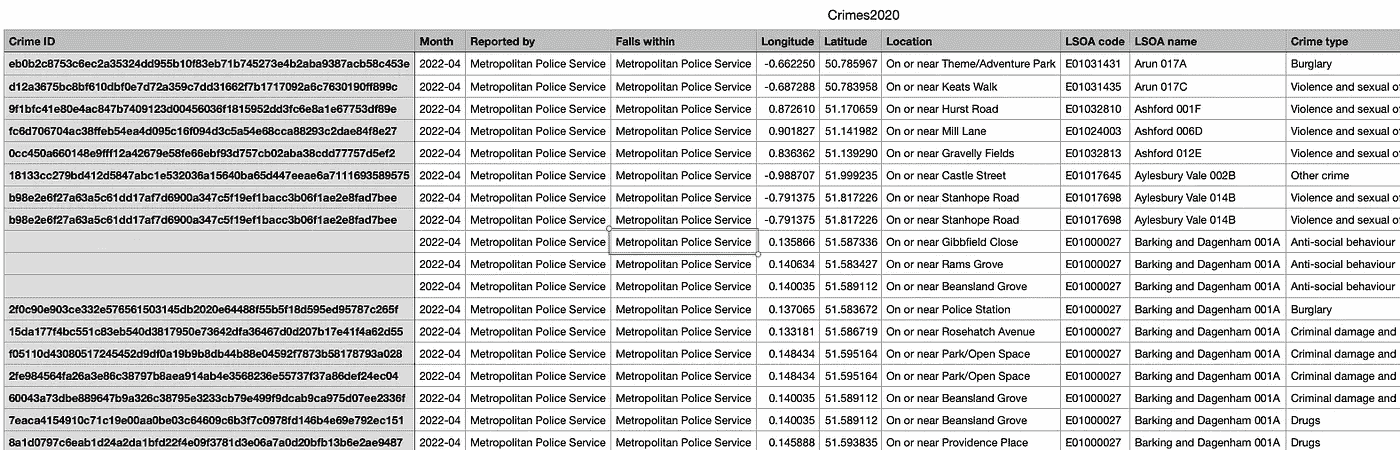 Crimes2020
Crime ID Month Reported by Falls within Longitude Latitude Location LSOA code LSOA name Crime type
eb0b2c8753c6ec2a35324dd955b10f83eb71b745273e4b2aba9387acb58c453e 2022-04 Metropolitan Police Service Metropolitan Police Service -0.662250 50.785967 On or near Theme/Adventure Park E01031431 Arun 017A Burglary
d12a3675bc8bf610dbf0e7d72a359c7dd31662f7b1717092a6c7630190ff899c 2022-04 Metropolitan Police Service Metropolitan Police Service -0.687288 50.783958 On or near Keats Walk E01031435 Arun 017C Violence and sexual of
9f1bfc41e80e4ac847b7409123d00456036f1815952dd3fc6e8a1e67753df89e 2022-04 Metropolitan Police Service Metropolitan Police Service 0.872610 51.170659 On or near Hurst Road E01032810 Ashford 001F Violence and sexual of
fc6d706704ac38ffeb54ea4d095c16f094d3c5a54e68cca88293c2dae84f8e27 2022-04 Metropolitan Police Service Metropolitan Police Service 0.901827 51.141982 On or near Mill Lane E01024003 Ashford 006D Violence and sexual of
0cc450a660148e9fff12a42679e58fe66ebf93d757cb02aba38cdd77757d5ef2 2022-04 Metropolitan Police Service Metropolitan Police Service 0.836362 51.139290 On or near Gravelly Fields E01032813 Ashford 012E Violence and sexual of
18133cc279bd412d5847abc1e532036a15640ba65d447eeae6a7111693589575 2022-04 Metropolitan Police Service Metropolitan Police Service -0.988707 51.999235 On or near Castle Street E01017645 Aylesbury Vale 002B Other crime
b98e2e6f27a63a5c61dd17af7d6900a347c5f19ef1bacc3b06f1ae2e8fad7bee 2022-04 Metropolitan Police Service Metropolitan Police Service -0.791375 51.817226 On or near Stanhope Road E01017698 Aylesbury Vale 014B Violence and sexual of
b98e2e6f27a63a5c61dd17af7d6900a347c5f19ef1bacc3b06f1ae2e8fad7bee 2022-04 Metropolitan Police Service Metropolitan Police Service -0.791375 51.817226 On or near Stanhope Road E01017698 Aylesbury Vale 014B Violence and sexual of
2022-04 Metropolitan Police Service Metropolitan Police Service 0.135866 51.587336 On or near Gibbfield Close E01000027 Barking and Dagenham 001A Anti-social behaviour
2022-04 Metropolitan Police Service Metropolitan Police Service 0.140634 51.583427 On or near Rams Grove E01000027 Barking and Dagenham 001A Anti-social behaviour
2022-04 Metropolitan Police Service Metropolitan Police Service 0.140035 51.589112 On or near Beansland Grove E01000027 Barking and Dagenham 001A Anti-social behaviour
2f0c90e903ce332e576561503145db2020e64488f55b5f18d595ed95787c265f 2022-04 Metropolitan Police Service Metropolitan Police Service 0.137065 51.583672 On or near Police Station E01000027 Barking and Dagenham 001A Burglary
15da177f4bc551c83eb540d3817950e73642dfa36467d0d207b17e41f4a62d55 2022-04 Metropolitan Police Service Metropolitan Police Service 0.133181 51.586719 On or near Rosehatch Avenue E01000027 Barking and Dagenham 001A Criminal damage and
f05110d43080517245452d9df0a19b9b8db44b88e04592f7873b58178793a028 2022-04 Metropolitan Police Service Metropolitan Police Service 0.148434 51.595164 On or near Park/Open Space E01000027 Barking and Dagenham 001A Criminal damage and
2fe984564fa26a3e86c38797b8aea914ab4e3568236e55737f37a86def24ec04 2022-04 Metropolitan Police Service Metropolitan Police Service 0.148434 51.595164 On or near Park/Open Space E01000027 Barking and Dagenham 001A Criminal damage and
60043a73dbe889647b9a326c38795e3233cb79e499f9dcab9ca975d07ee2336f 2022-04 Metropolitan Police Service Metropolitan Police Service 0.140035 51.589112 On or near Beansland Grove E01000027 Barking and Dagenham 001A Criminal damage and
7eaca4154910c71c19e00aa0be03c64609c6b3f7c0978fd146b4e69e792ec151 2022-04 Metropolitan Police Service Metropolitan Police Service 0.140035 51.589112 On or near Beansland Grove E01000027 Barking and Dagenham 001A Drugs
8a1d0797c6eab1d24a2da1bfd22f4e09f3781d3e06a7a0d20bfb13b6e2ae9487 2022-04 Metropolitan Police Service Metropolitan Police Service 0.145888 51.593835 On or near Providence Place E01000027 Barking and Dagenham 001A Drugs